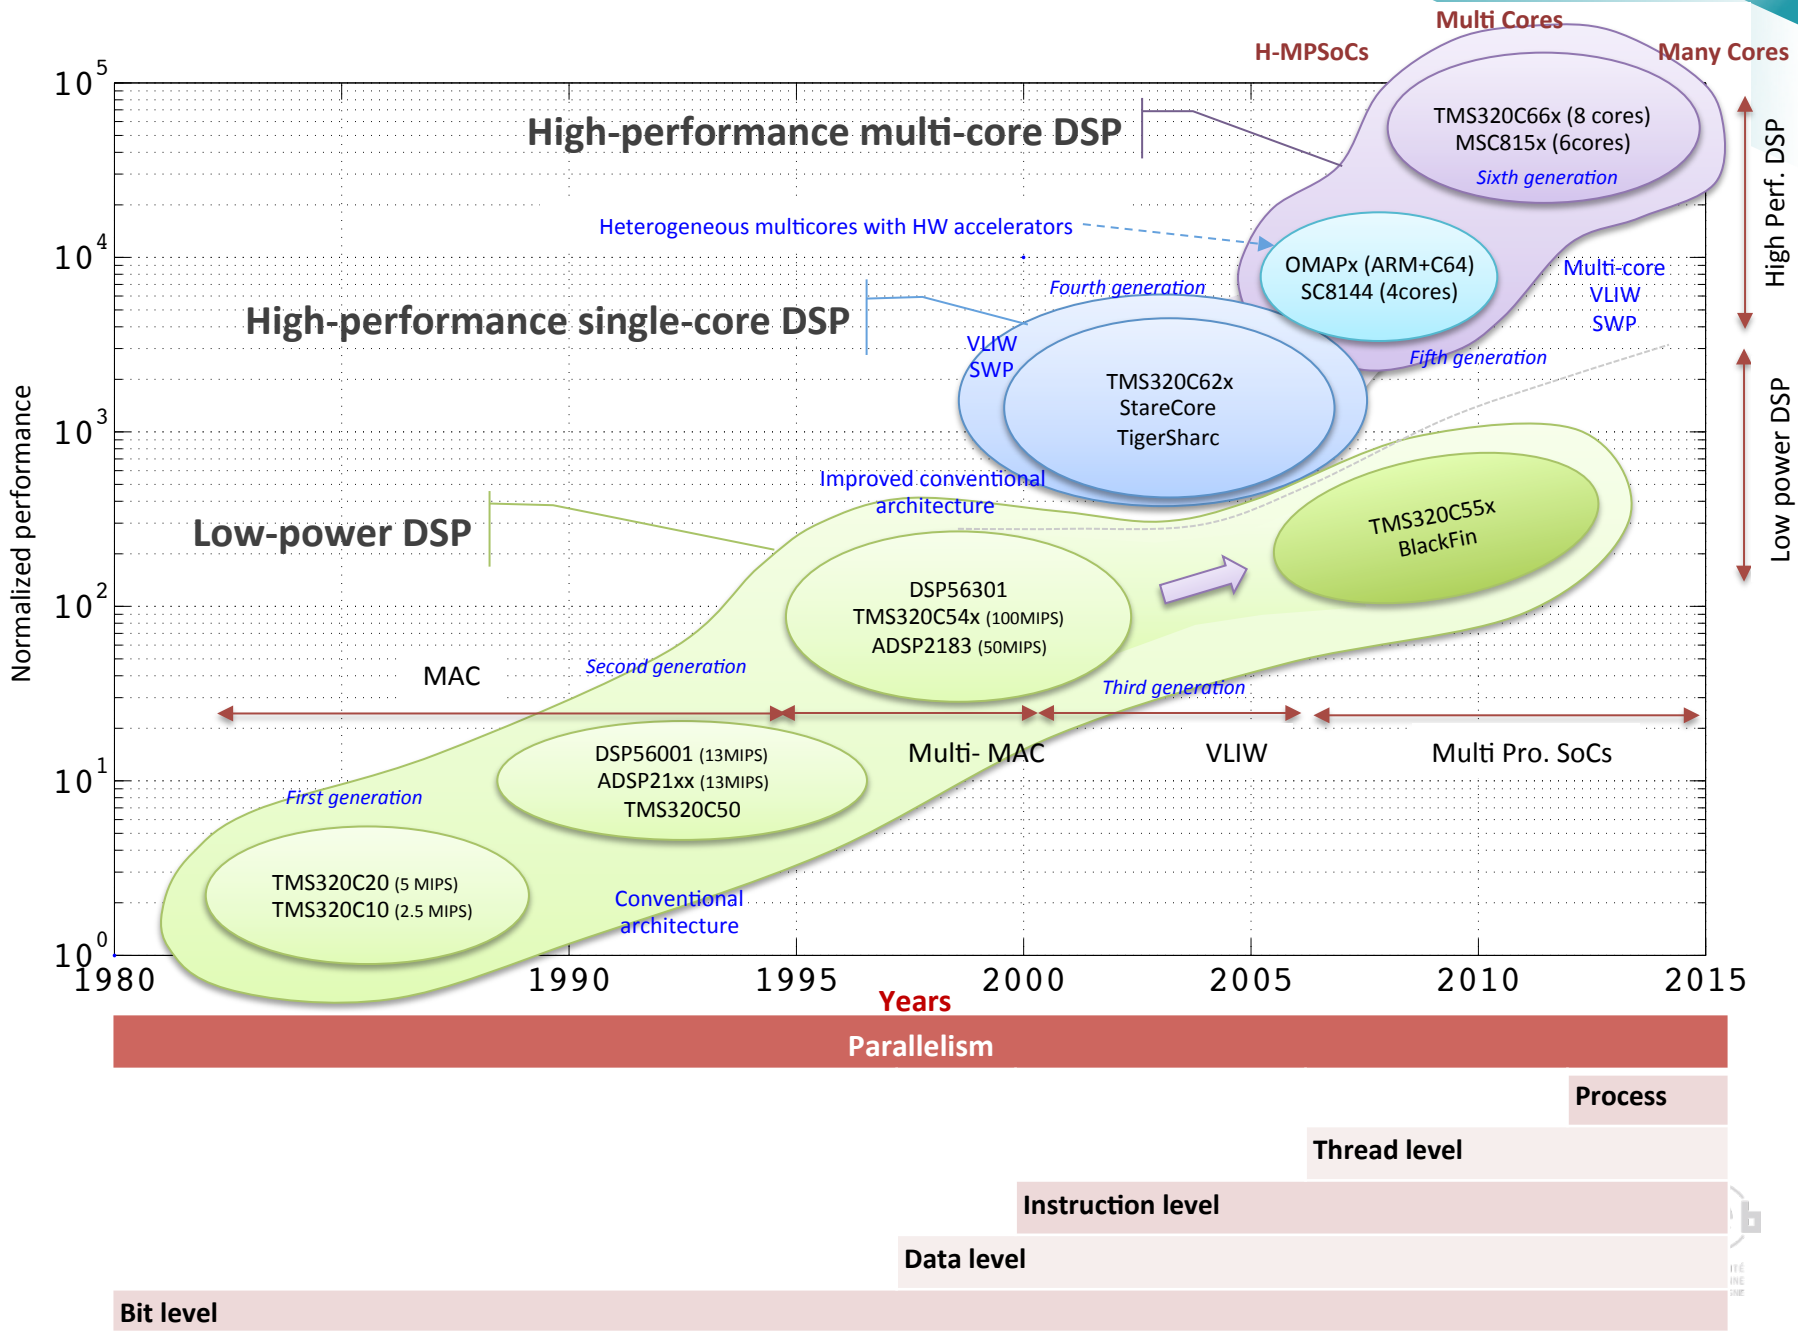 Multi Cores
H-MPSoCs
Many Cores
10^5
High-performance multi-core DSP
TMS320C66x (8 cores)
MSC815x (6cores)
Sixth generation
High Perf. DSP
Heterogeneous multicores with HW accelerators
10^4
OMAPx (ARM+C64)
SC8144 (4cores)
Multi-core
VLIW
SWP
Fourth generation
High-performance single-core DSP
VLIW
SWP
Fifth generation
TMS320C62x
StareCore
TigerSharc
Low power DSP
Normalized performance
10^3
Improved conventional
architecture
Low-power DSP
TMS320C55x
BlackFin
10^2
DSP56301
TMS320C54x (100MIPS)
ADSP2183 (50MIPS)
MAC
Second generation
Third generation
Multi- MAC
VLIW
Multi Pro. SoCs
DSP56001 (13MIPS)
ADSP21xx (13MIPS)
TMS320C50
10^1
First generation
TMS320C20 (5 MIPS)
TMS320C10 (2.5 MIPS)
Conventional
architecture
10^0
1980
1990
1995
2000
2005
2010
2015
Years
Parallelism
Process
Thread level
Instruction level
Data level
Bit level